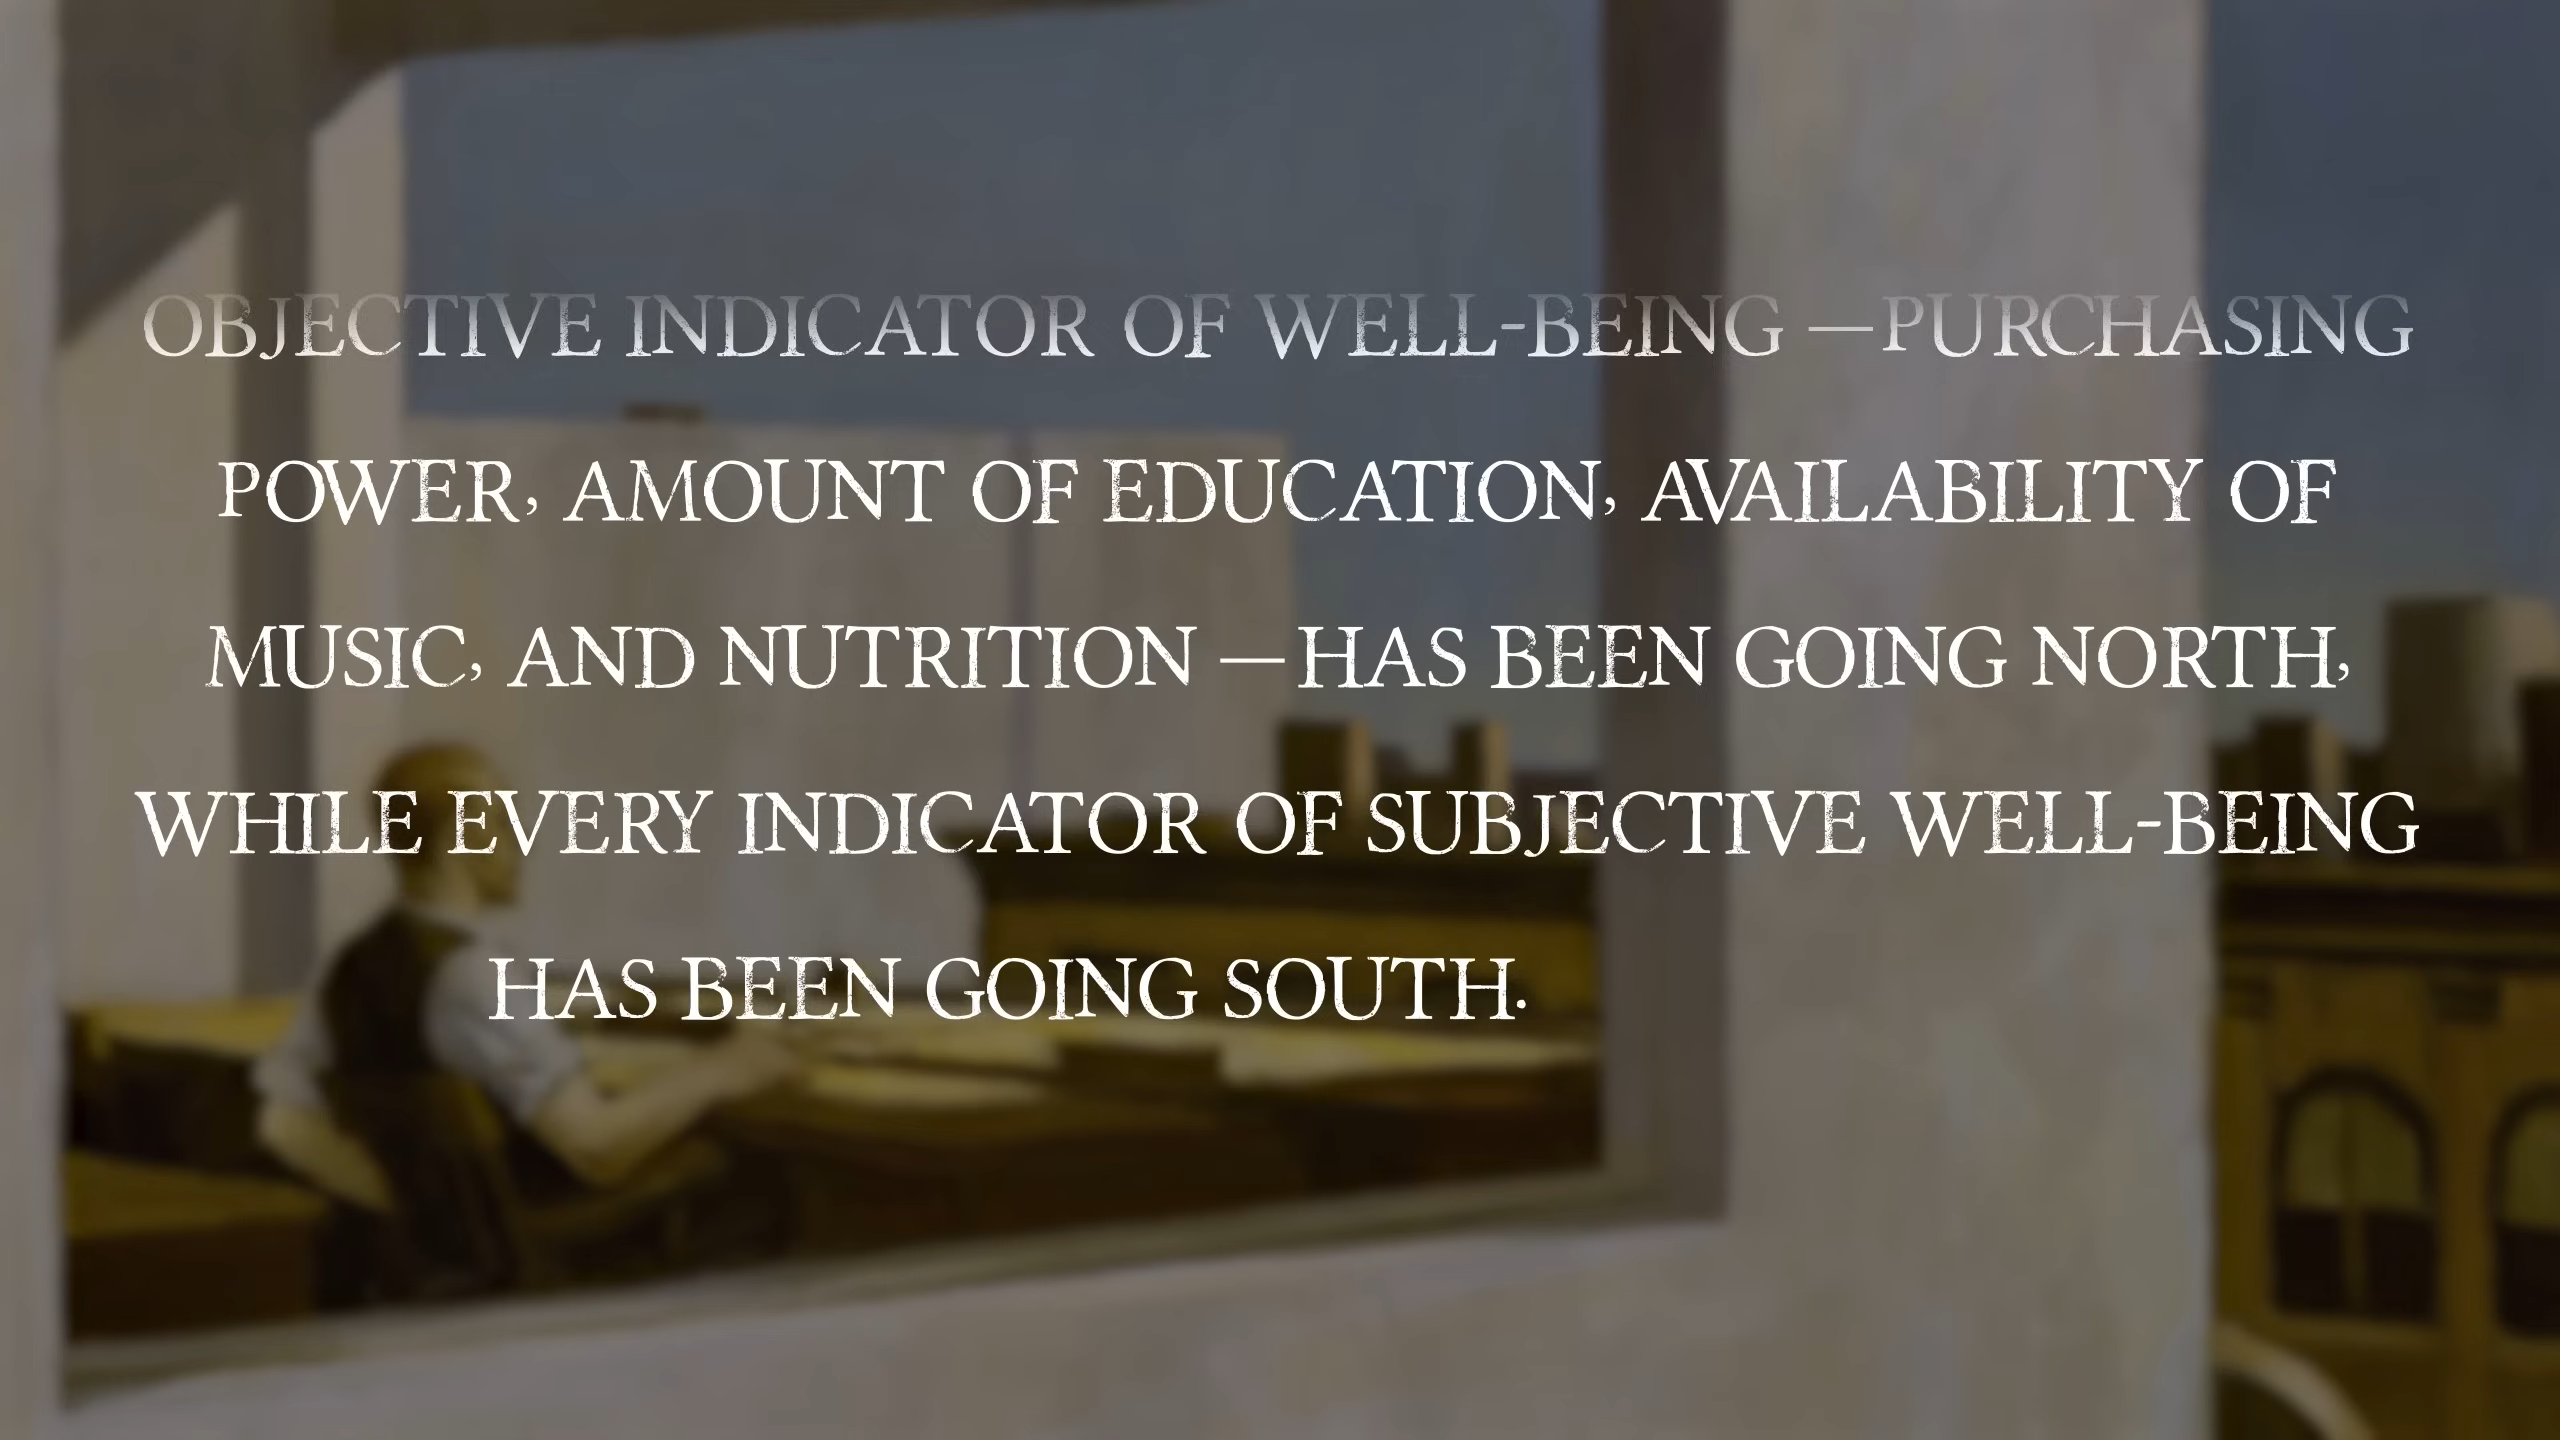 OBJECTIVE INDICATOR OF WELL-BEING —PURCHASING
POWER, AMOUNT OF EDUCATION, AVAILABILITY OF
MUSIC, AND NUTRITION —HAS BEEN GOING NORTH,
WHILE EVERY INDICATOR OF SUBJECTIVE WELL-BEING
HAS BEEN GOING SOUTH.